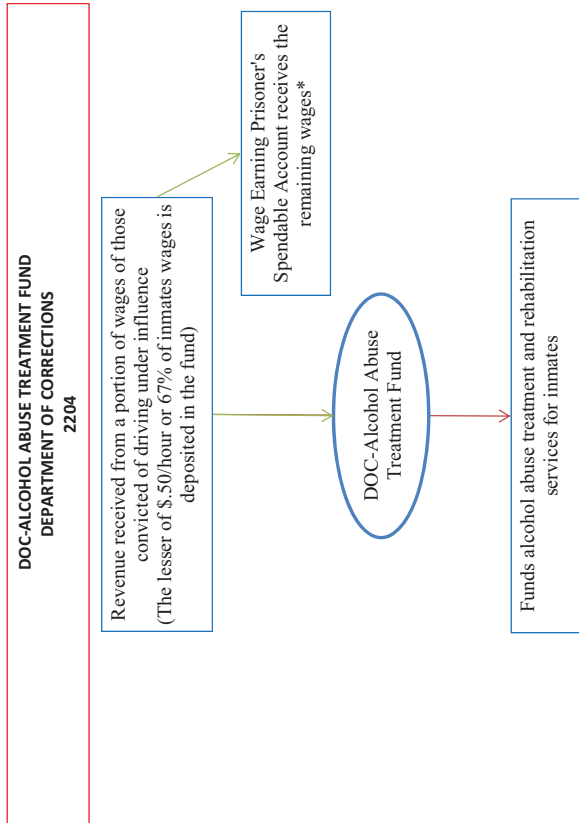 DOC-ALCOHOL ABUSE TREATMENT FUND
DEPARTMENT OF CORRECTIONS
2204
Revenue received from a portion of wages of those
convicted of driving under influence
(The lesser of $.50/hour or 67% of inmates wages is
deposited in the fund)
Wage Earning Prisoner's
Spendable Account receives the
remaining wages*
DOC-Alcohol Abuse
Treatment Fund
Funds alcohol abuse treatment and rehabilitation
services for inmates